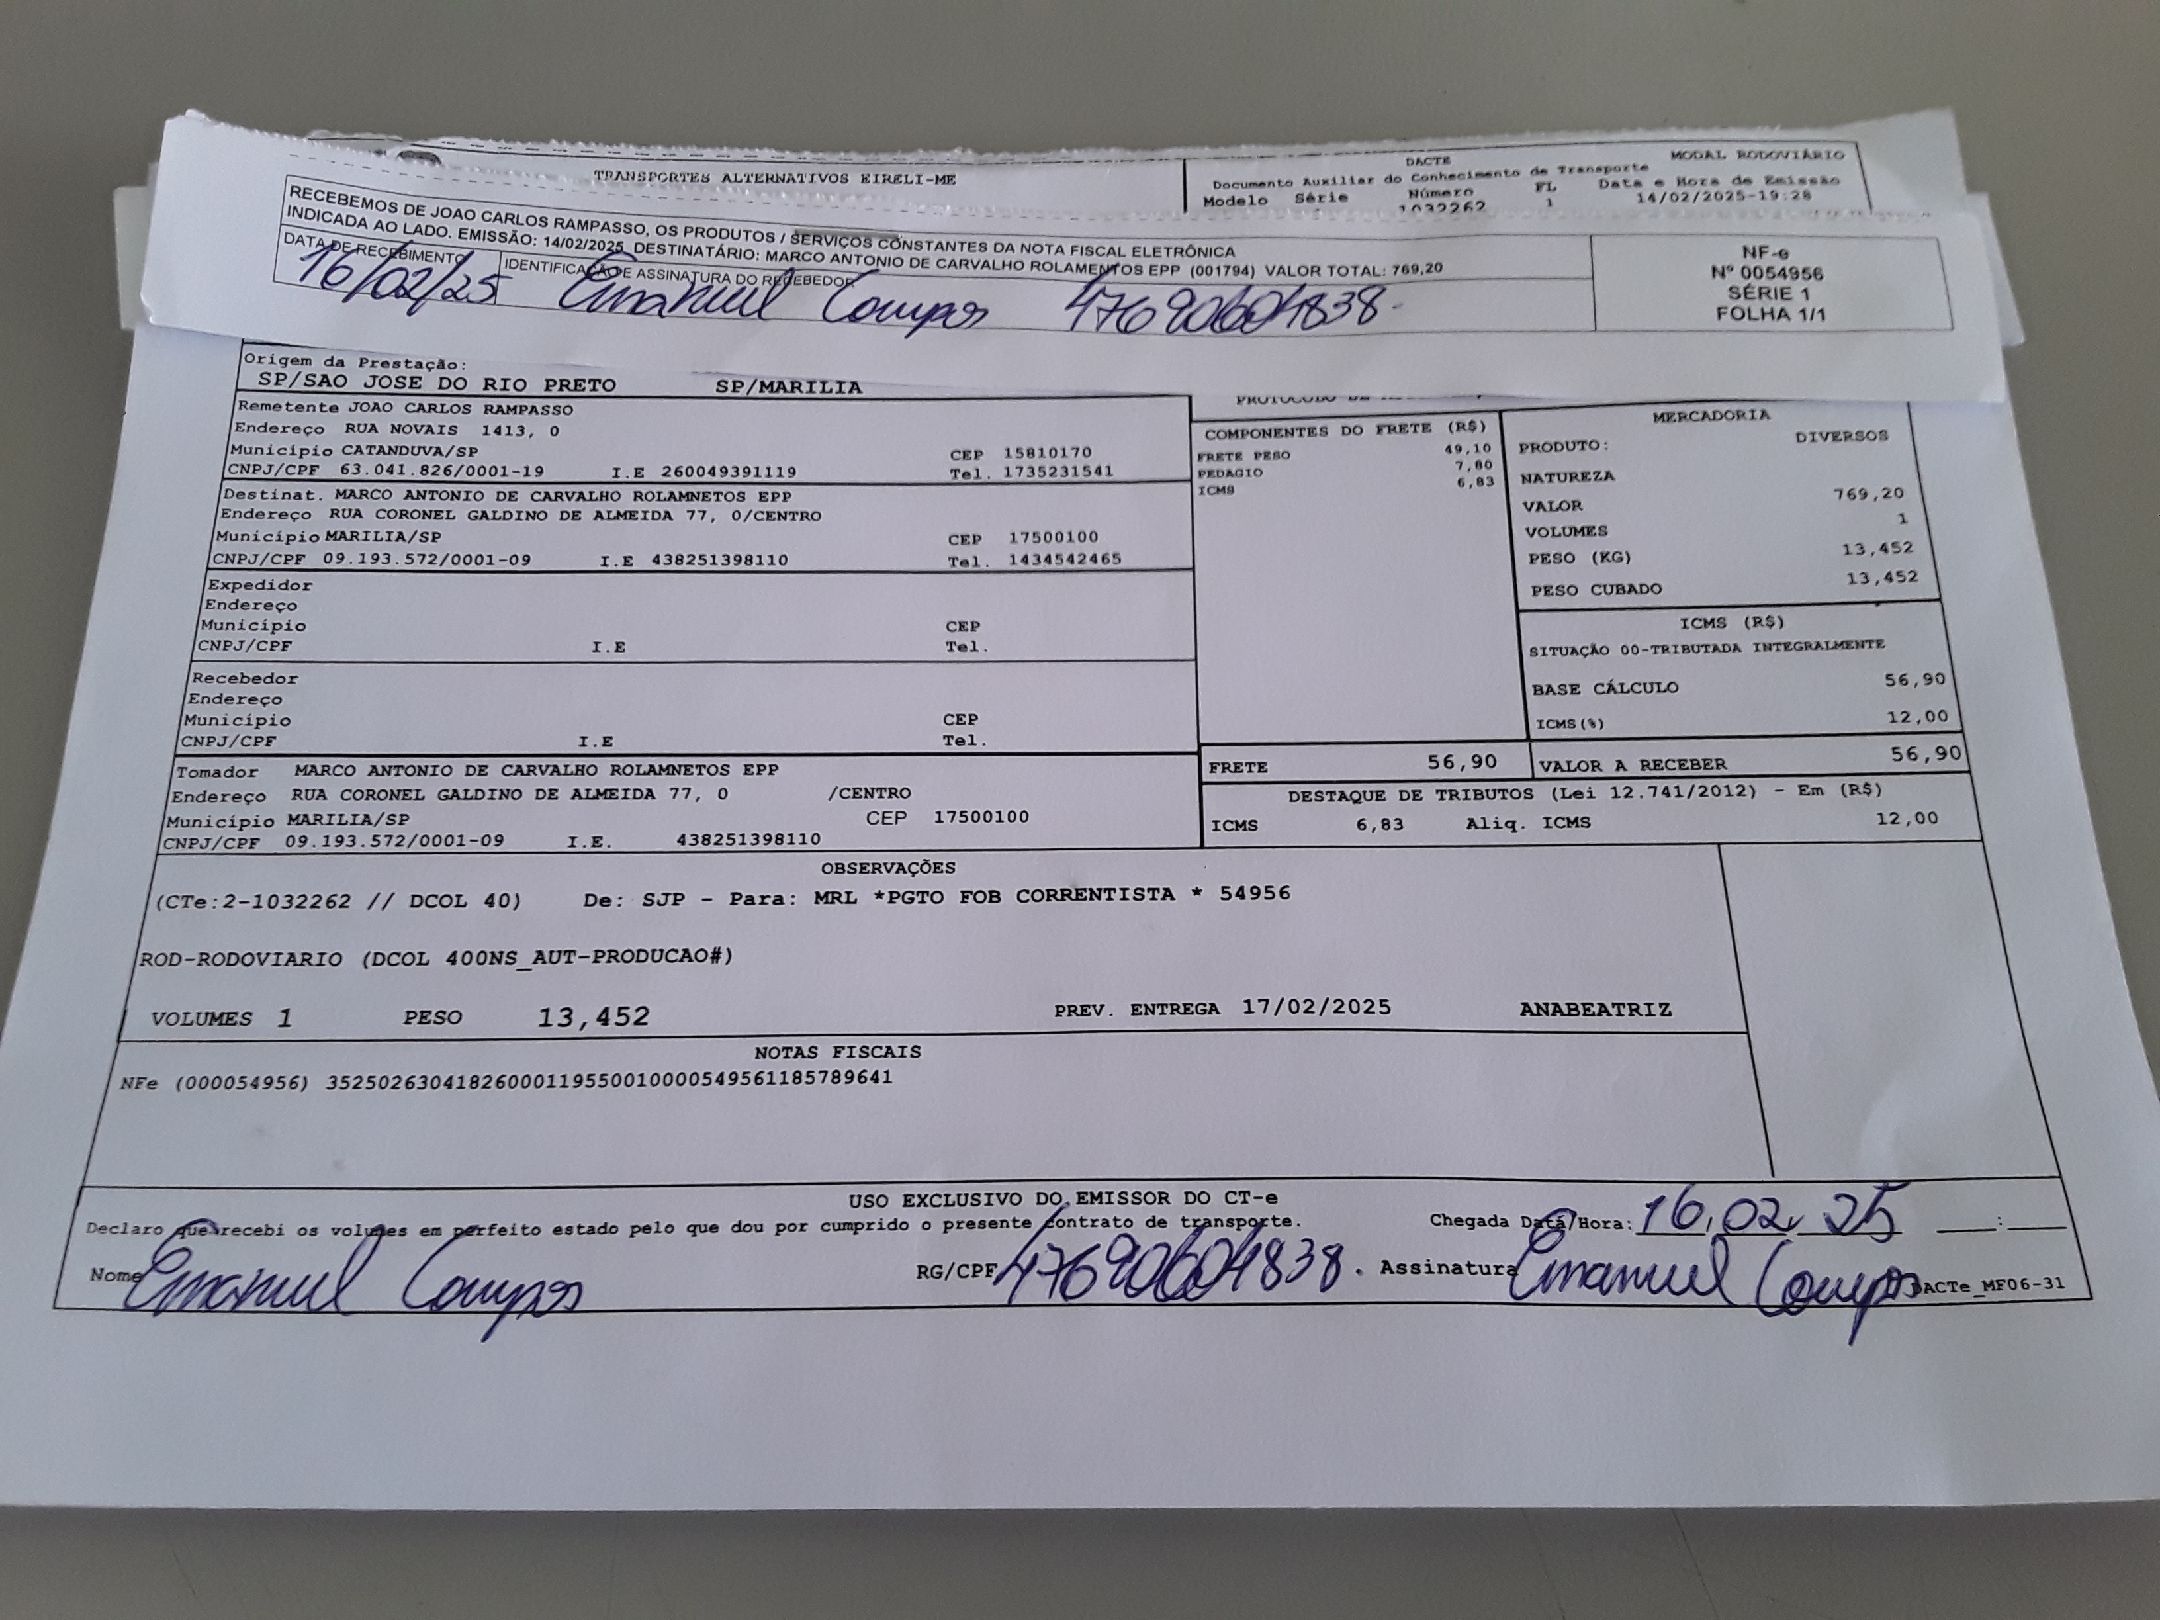 TRANSPORTES ALTERNATIVOS EIRELI-ME
DACTE MODAL RODOVIÁRIO
Documento Auxiliar do Conhecimento de Transporte
Modelo Série Número FL Data e Hora de Emissão
1032262 1 14/02/2025-19:28
RECEBEMOS DE JOAO CARLOS RAMPASSO, OS PRODUTOS / SERVIÇOS CONSTANTES DA NOTA FISCAL ELETRÔNICA
INDICADA AO LADO. EMISSÃO: 14/02/2025 DESTINATÁRIO: MARCO ANTONIO DE CARVALHO ROLAMENTOS EPP (001794) VALOR TOTAL: 769,20
DATA DE RECEBIMENTO IDENTIFICAÇÃO E ASSINATURA DO RECEBEDOR
16/02/25 Emanuel Campos 47690604838
NF-e
Nº 0054956
SÉRIE 1
FOLHA 1/1
Origem da Prestação:
SP/SAO JOSE DO RIO PRETO SP/MARILIA
Remetente JOAO CARLOS RAMPASSO
Endereço RUA NOVAIS 1413, 0
Município CATANDUVA/SP CEP 15810170
CNPJ/CPF 63.041.826/0001-19 I.E 260049391119 Tel. 1735231541
Destinat. MARCO ANTONIO DE CARVALHO ROLAMNETOS EPP
Endereço RUA CORONEL GALDINO DE ALMEIDA 77, 0/CENTRO
Município MARILIA/SP CEP 17500100
CNPJ/CPF 09.193.572/0001-09 I.E 438251398110 Tel. 1434542465
Expedidor
Endereço
Município CEP
CNPJ/CPF I.E Tel.
Recebedor
Endereço
Município CEP
CNPJ/CPF I.E Tel.
Tomador MARCO ANTONIO DE CARVALHO ROLAMNETOS EPP
Endereço RUA CORONEL GALDINO DE ALMEIDA 77, 0 /CENTRO
Município MARILIA/SP CEP 17500100
CNPJ/CPF 09.193.572/0001-09 I.E. 438251398110
COMPONENTES DO FRETE (R$)
FRETE PESO 49,10
PEDAGIO 7,80
ICMS 6,83
MERCADORIA
PRODUTO: DIVERSOS
NATUREZA
VALOR 769,20
VOLUMES 1
PESO (KG) 13,452
PESO CUBADO 13,452
ICMS (R$)
SITUAÇÃO 00-TRIBUTADA INTEGRALMENTE
BASE CÁLCULO 56,90
ICMS(%) 12,00
FRETE 56,90 VALOR A RECEBER 56,90
DESTAQUE DE TRIBUTOS (Lei 12.741/2012) - Em (R$)
ICMS 6,83 Aliq. ICMS 12,00
OBSERVAÇÕES
(CTe:2-1032262 // DCOL 40) De: SJP - Para: MRL *PGTO FOB CORRENTISTA * 54956
ROD-RODOVIARIO (DCOL 400NS_AUT-PRODUCAO#)
VOLUMES 1 PESO 13,452 PREV. ENTREGA 17/02/2025 ANABEATRIZ
NOTAS FISCAIS
NFe (000054956) 35250263041826000119550010000549561185789641
USO EXCLUSIVO DO EMISSOR DO CT-e
Declaro que recebi os volumes em perfeito estado pelo que dou por cumprido o presente contrato de transporte. Chegada Data/Hora: 16.02.25 __:____
Nome Emanuel Campos RG/CPF 47690604838. Assinatura Emanuel Campos DACTe_MF06-31